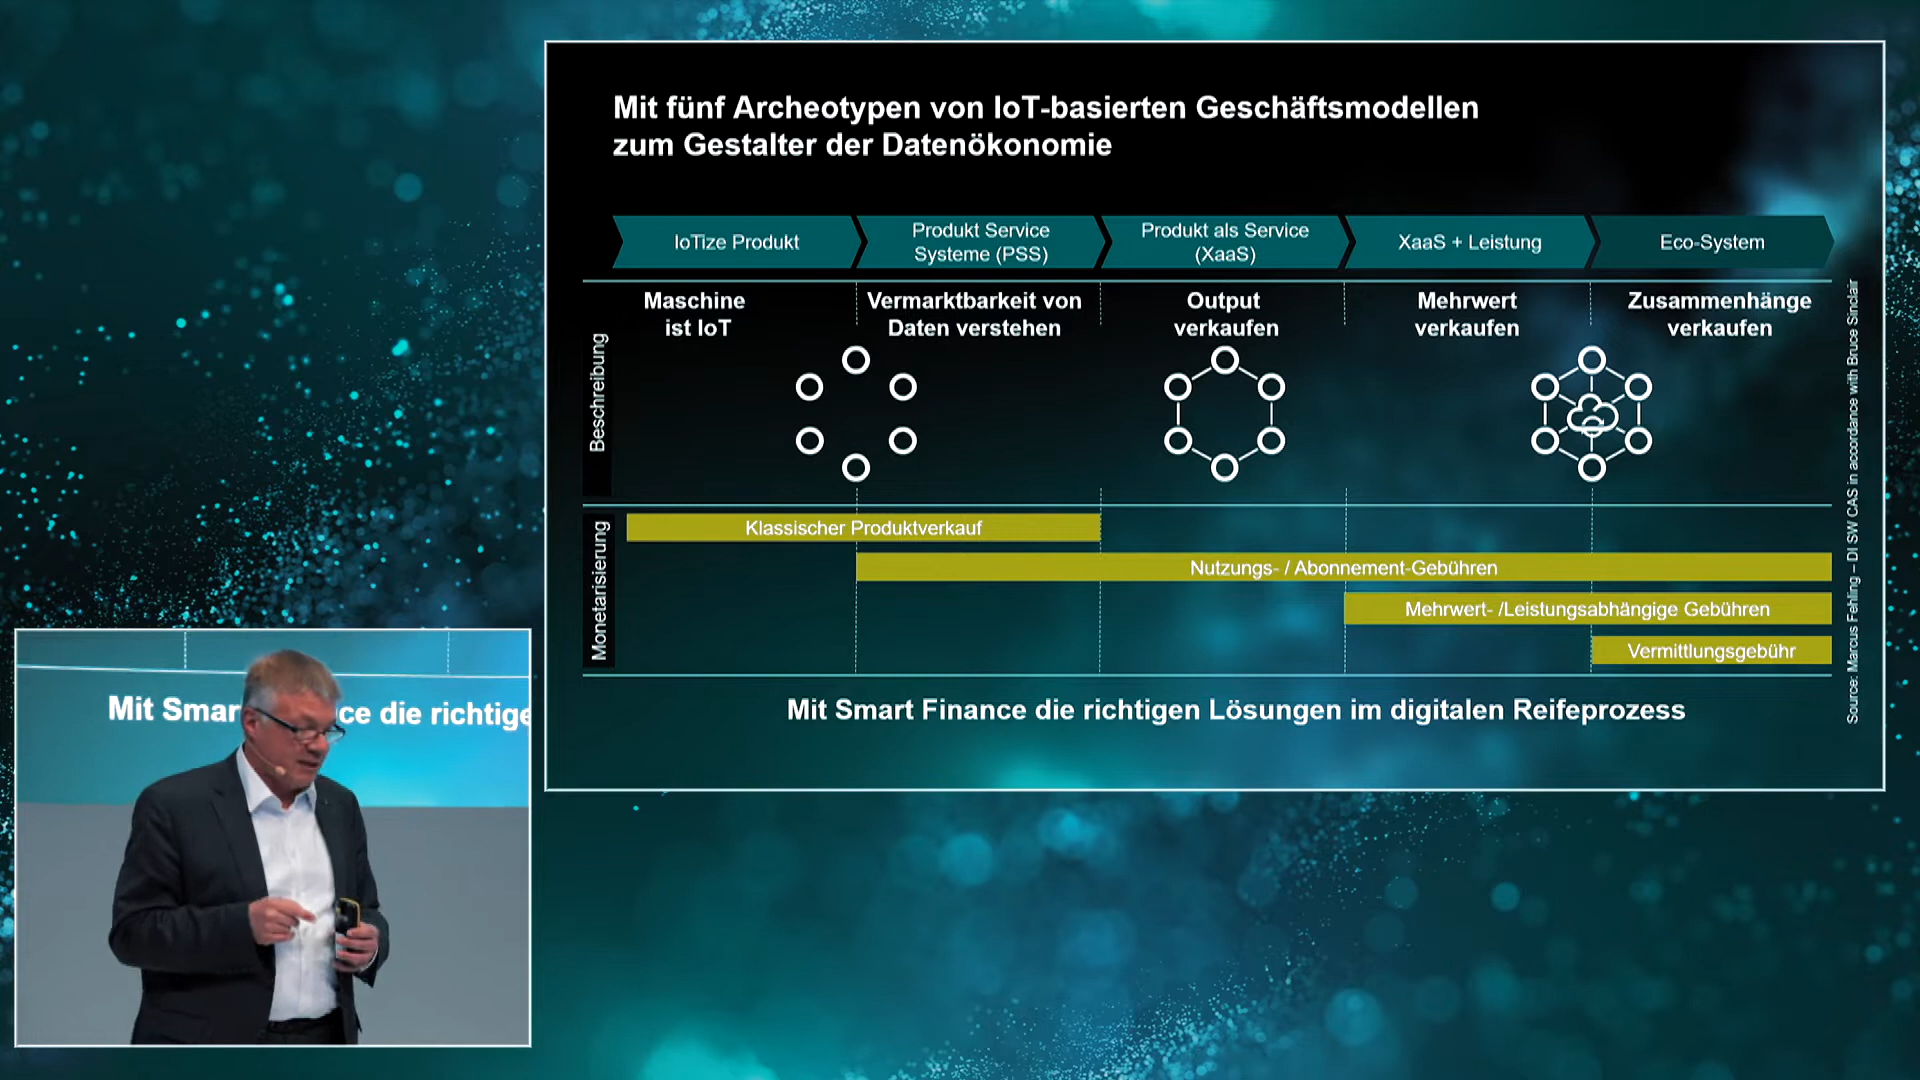 Mit fünf Archeotypen von IoT-basierten Geschäftsmodellen
zum Gestalter der Datenökonomie
IoTize Produkt
Produkt Service
Systeme (PSS)
Produkt als Service
(XaaS)
XaaS + Leistung
Eco-System
Beschreibung
Maschine
ist IoT
Vermarktbarkeit von
Daten verstehen
Output
verkaufen
Mehrwert
verkaufen
Zusammenhänge
verkaufen
Monetarisierung
Klassischer Produktverkauf
Nutzungs- / Abonnement-Gebühren
Mehrwert- /Leistungsabhängige Gebühren
Vermittlungsgebühr
Mit Smart Finance die richtigen Lösungen im digitalen Reifeprozess
Source: Marcus Fehling – DI SW CAS in accordance with Bruce Sinclair
Mit Smar ce die richtige